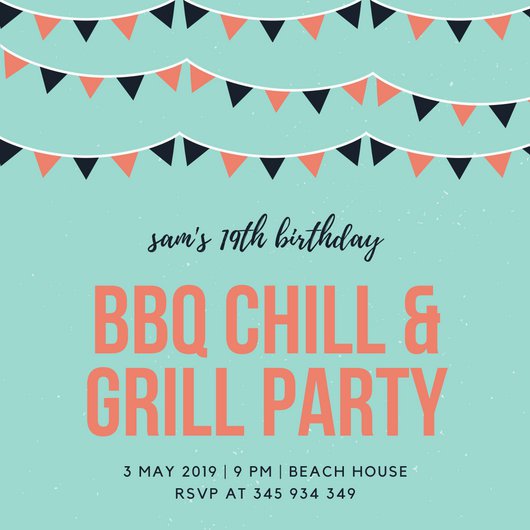 sam's 19th birthday
BBQ CHILL &
GRILL PARTY
3 MAY 2019 | 9 PM | BEACH HOUSE
RSVP AT 345 934 349